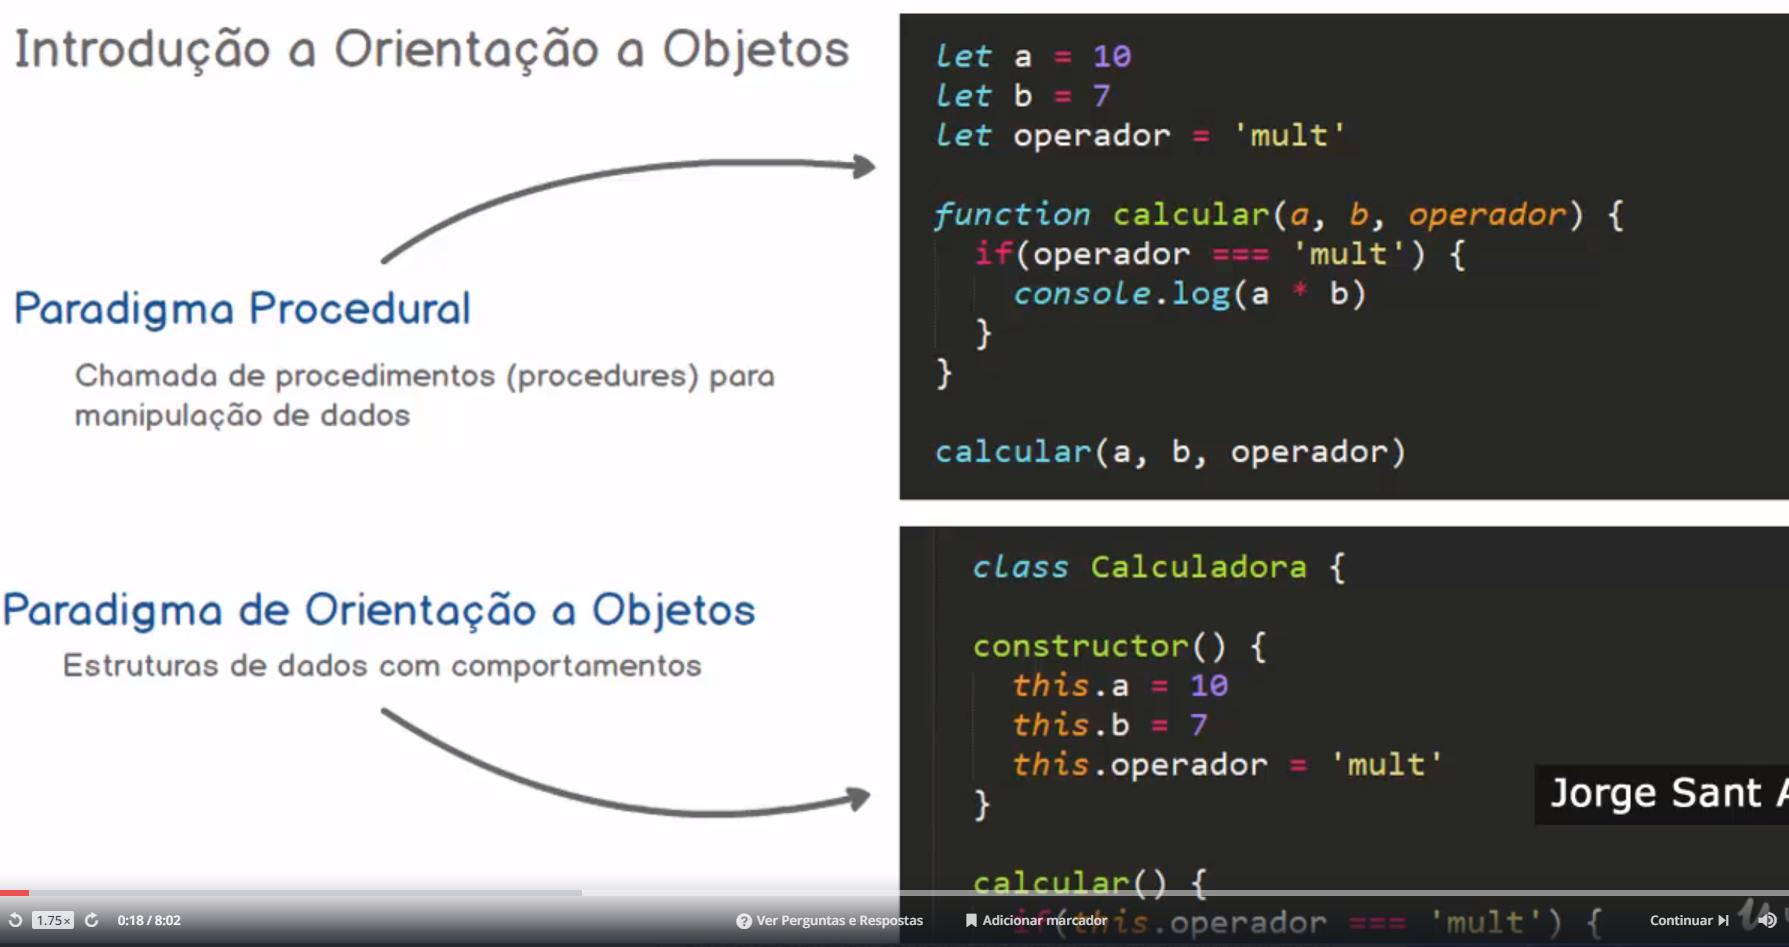 Introdução a Orientação a Objetos
Paradigma Procedural
Chamada de procedimentos (procedures) para
manipulação de dados
let a = 10
let b = 7
let operador = 'mult'
function calcular(a, b, operador) {
if(operador === 'mult') {
console.log(a * b)
}
}
calcular(a, b, operador)
Paradigma de Orientação a Objetos
Estruturas de dados com comportamentos
class Calculadora {
constructor() {
this.a = 10
this.b = 7
this.operador = 'mult'
}
calcular() {
if(this.operador === 'mult') {
Jorge Sant A
1.75×
0:18 / 8:02
Ver Perguntas e Respostas
Adicionar marcador
Continuar